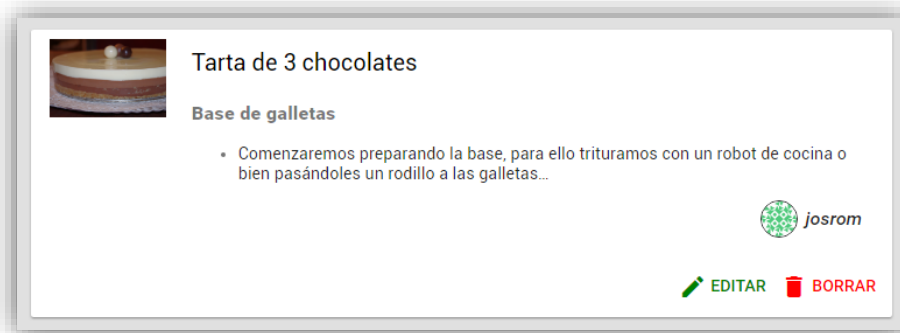 Tarta de 3 chocolates
Base de galletas
• Comenzaremos preparando la base, para ello trituramos con un robot de cocina o
bien pasándoles un rodillo a las galletas...
josrom
EDITAR BORRAR